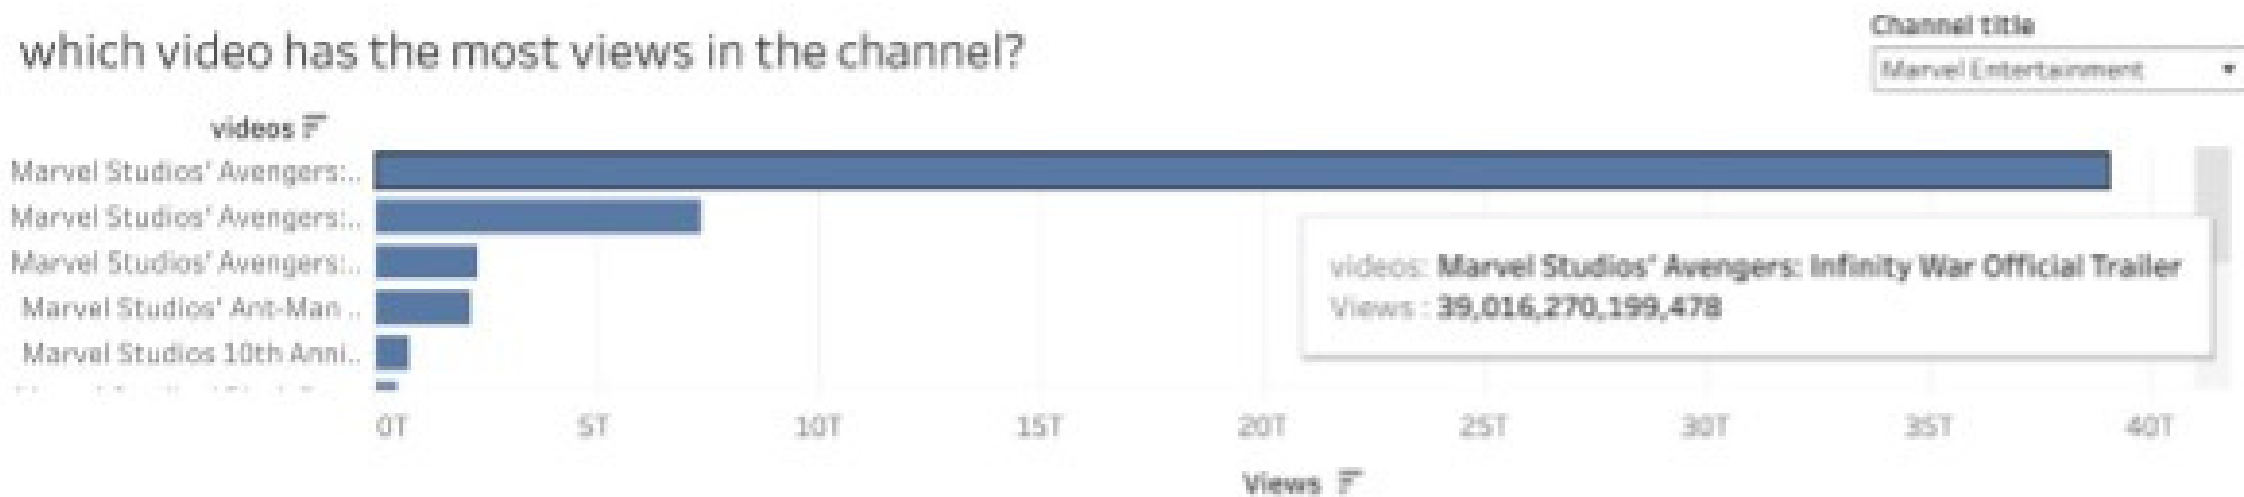 which video has the most views in the channel?
Channel title
Marvel Entertainment
videos
Marvel Studios' Avengers:..
Marvel Studios' Avengers:..
Marvel Studios' Avengers:..
Marvel Studios' Ant-Man ..
Marvel Studios 10th Anni..
videos: Marvel Studios' Avengers: Infinity War Official Trailer
Views : 39,016,270,199,478
0T 5T 10T 15T 20T 25T 30T 35T 40T
Views